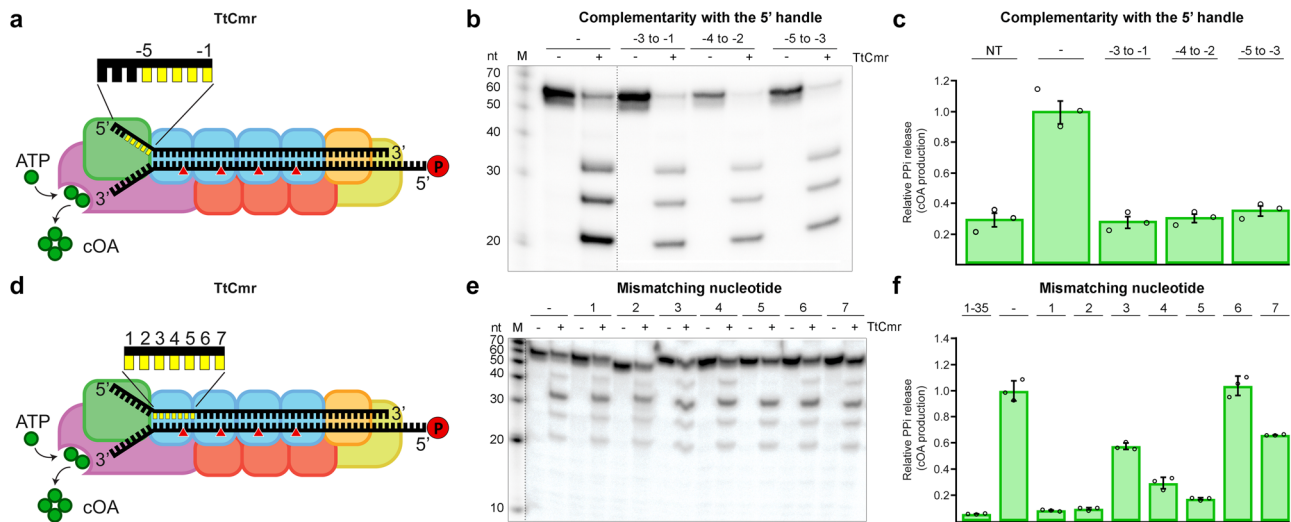 a
TtCmr
-5 -1
5’
3’
P
5’
ATP
3’
cOA
b
Complementarity with the 5’ handle
- -3 to -1 -4 to -2 -5 to -3
nt M - + - + - + - + TtCmr
70
60
50
40
30
20
c
Complementarity with the 5’ handle
NT - -3 to -1 -4 to -2 -5 to -3
Relative PPi release
(cOA production)
1.2
1.0
0.8
0.6
0.4
0.2
d
TtCmr
1 2 3 4 5 6 7
5’
3’
P
5’
ATP
3’
cOA
e
Mismatching nucleotide
- 1 2 3 4 5 6 7
nt M - + - + - + - + - + - + - + - + TtCmr
70
60
50
40
30
20
10
f
Mismatching nucleotide
1-35 - 1 2 3 4 5 6 7
Relative PPi release
(cOA production)
1.2
1.0
0.8
0.6
0.4
0.2